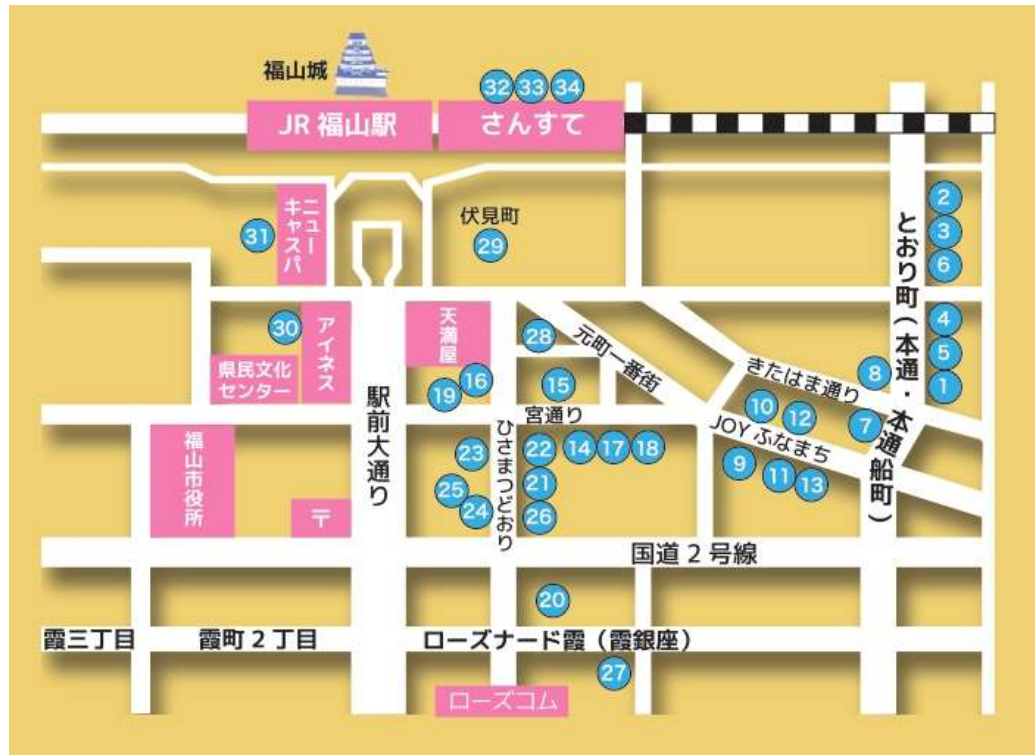 福山城
32 33 34
JR 福山駅
さんすて
ニュー
キャスパ
31
伏見町
29
2
3
6
とおり町(本通・本通船町)
4
5
1
30
アイネス
天満屋
28
元町一番街
県民文化
センター
駅前大通り
16
19
15
きたはま通り
8
10
12
7
宮通り
JOYふなまち
福山市役所
〒
ひさまつどおり
23
22
14
17
18
9
11
13
25
21
24
26
国道2号線
20
霞三丁目
霞町2丁目
ローズナード霞(霞銀座)
27
ローズコム